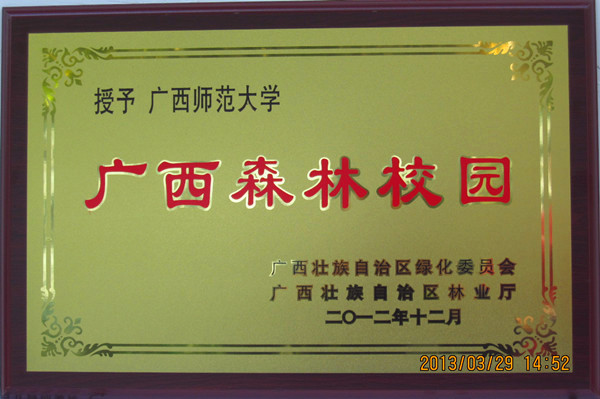 授予 广西师范大学
广西森林校园
广西壮族自治区绿化委员会
广西壮族自治区林业厅
二〇一二年十二月
2013/03/29 14:52